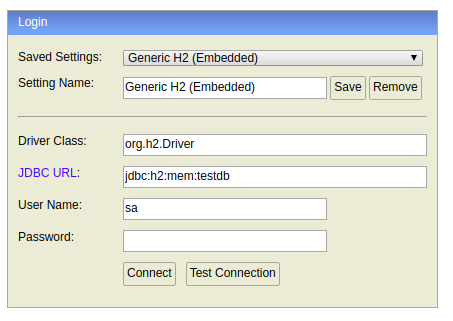 Login
Saved Settings: Generic H2 (Embedded)
Setting Name: Generic H2 (Embedded) Save Remove
Driver Class: org.h2.Driver
JDBC URL: jdbc:h2:mem:testdb
User Name: sa
Password:
Connect Test Connection